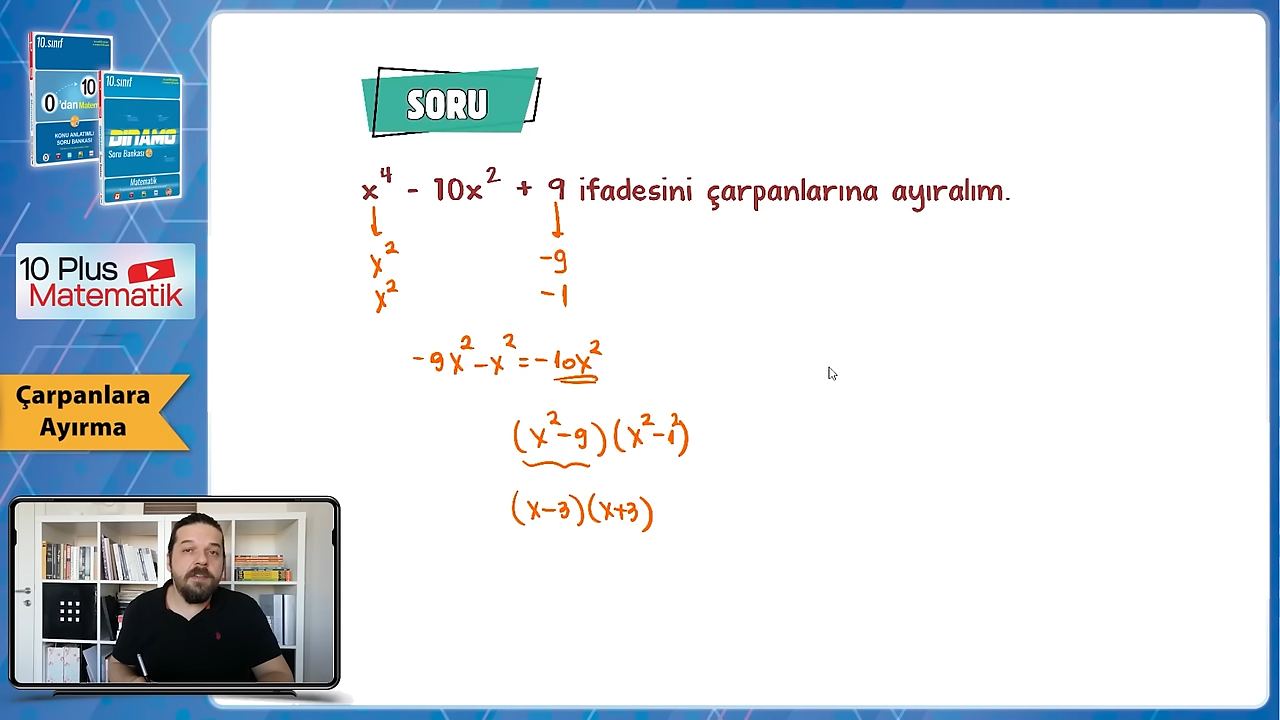 10.sınıf
0'dan 10
KONU ANLATIMLI
SORU BANKASI
10.sınıf
DİNAMO
Soru Bankası
Matematik
10 Plus
Matematik
Çarpanlara
Ayırma
SORU
x⁴ - 10x² + 9 ifadesini çarpanlarına ayıralım.
x² -9
x² -1
-9x² - x² = -10x²
(x² - 9)(x² - 1²)
(x-3)(x+3)